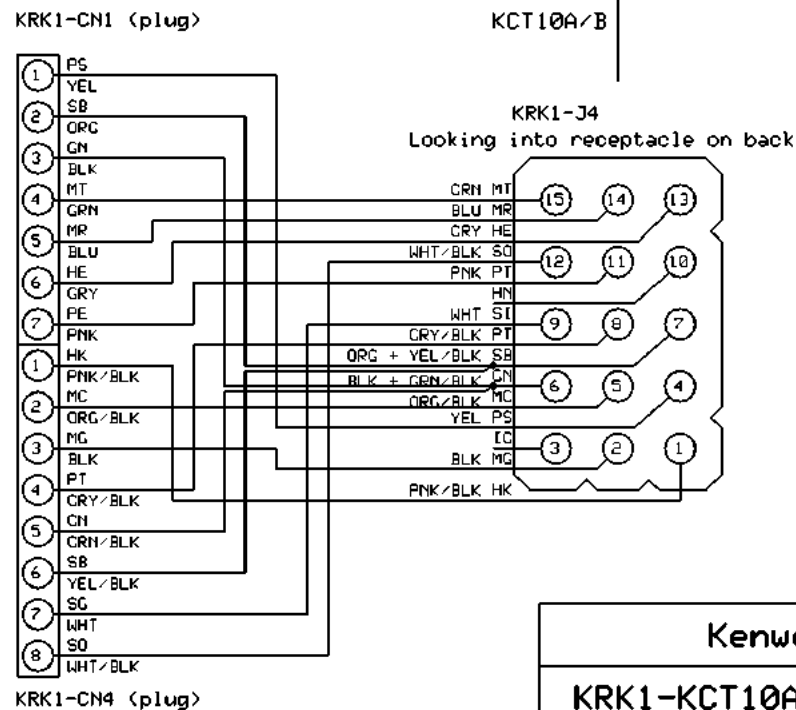 KRK1-CN1 (plug)
KCT10A/B
KRK1-J4
Looking into receptacle on back
1
PS
YEL
2
SB
ORG
3
GN
BLK
4
MT
GRN
5
MR
BLU
6
HE
GRY
7
PE
PNK
1
HK
PNK/BLK
2
MC
ORG/BLK
3
MG
BLK
4
PT
GRY/BLK
5
GN
GRN/BLK
6
SB
YEL/BLK
7
SG
WHT
8
SO
WHT/BLK
KRK1-CN4 (plug)
GRN MT
BLU MR
GRY HE
WHT/BLK SO
PNK PT
HN
WHT SI
GRY/BLK PT
ORG + YEL/BLK SB
BLK + GRN/BLK GN
ORG/BLK MC
YEL PS
IG
BLK MG
PNK/BLK HK
15 14 13
12 11 10
9 8 7
6 5 4
3 2 1
Kenw
KRK1-KCT10A